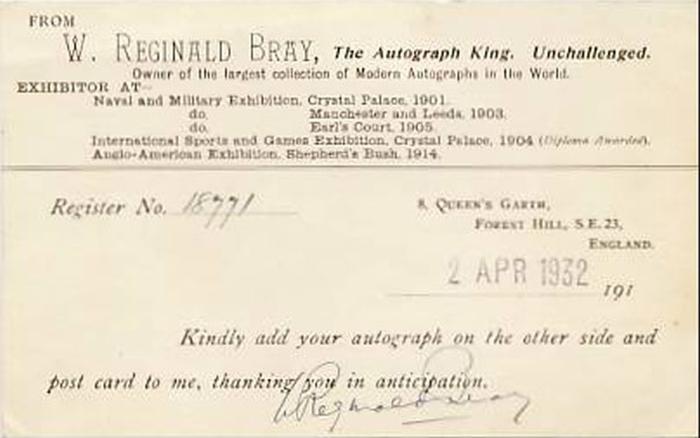 FROM
W. REGINALD BRAY, The Autograph King. Unchallenged.
Owner of the largest collection of Modern Autographs in the World.
EXHIBITOR AT—
Naval and Military Exhibition, Crystal Palace, 1901.
do. Manchester and Leeds, 1903.
do. Earl's Court, 1905.
International Sports and Games Exhibition, Crystal Palace, 1904 (Diploma Awarded).
Anglo-American Exhibition, Shepherd's Bush, 1914.
Register No. 18771
8, QUEEN'S GARTH,
FOREST HILL, S.E. 23,
ENGLAND.
2 APR 1932
191
Kindly add your autograph on the other side and
post card to me, thanking you in anticipation.
W Reginald Bray